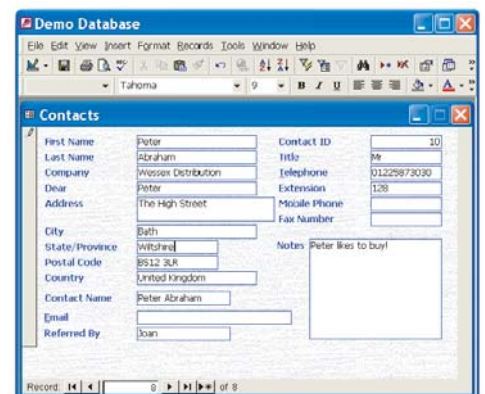 Demo Database
File Edit View Insert Format Records Tools Window Help
Tahoma 9 B I U
Contacts
First Name Peter Contact ID 10
Last Name Abraham Title Mr
Company Wessex Distribution Telephone 01225873030
Dear Peter Extension 128
Address The High Street Mobile Phone
Fax Number
City Bath
State/Province Wiltshire Notes Peter likes to buy!
Postal Code BS12 3LR
Country United Kingdom
Contact Name Peter Abraham
Email
Referred By Joan
Record: 8 of 8